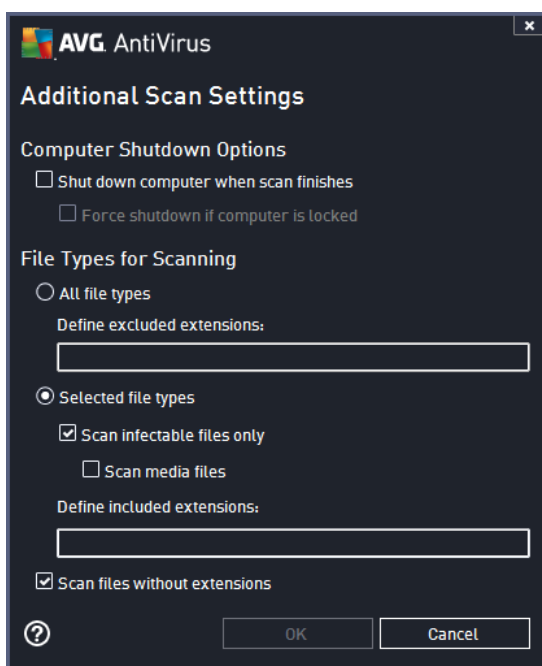 AVG. AntiVirus
Additional Scan Settings
Computer Shutdown Options
Shut down computer when scan finishes
Force shutdown if computer is locked
File Types for Scanning
All file types
Define excluded extensions:
Selected file types
Scan infectable files only
Scan media files
Define included extensions:
Scan files without extensions
OK Cancel